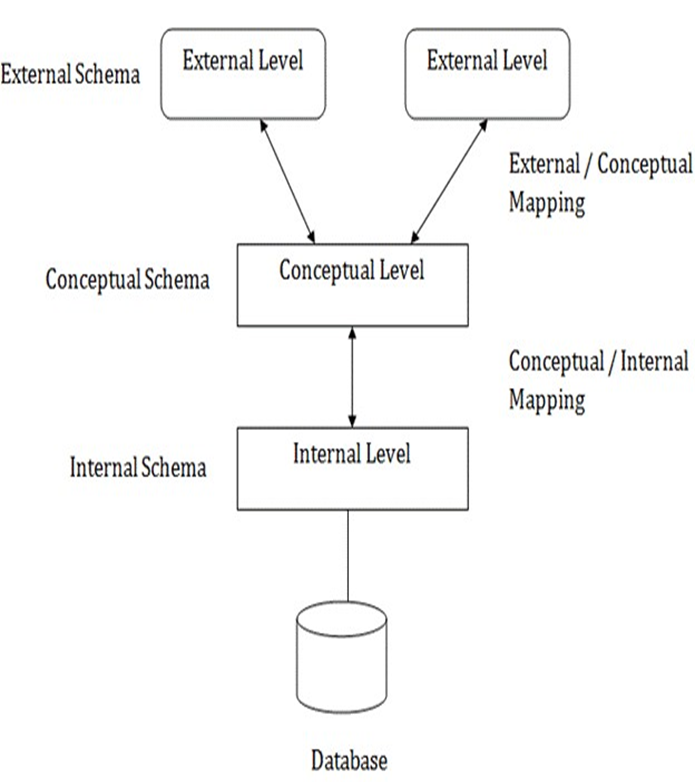 External Level
External Level
External Schema
External / Conceptual
Mapping
Conceptual Level
Conceptual Schema
Conceptual / Internal
Mapping
Internal Level
Internal Schema
Database